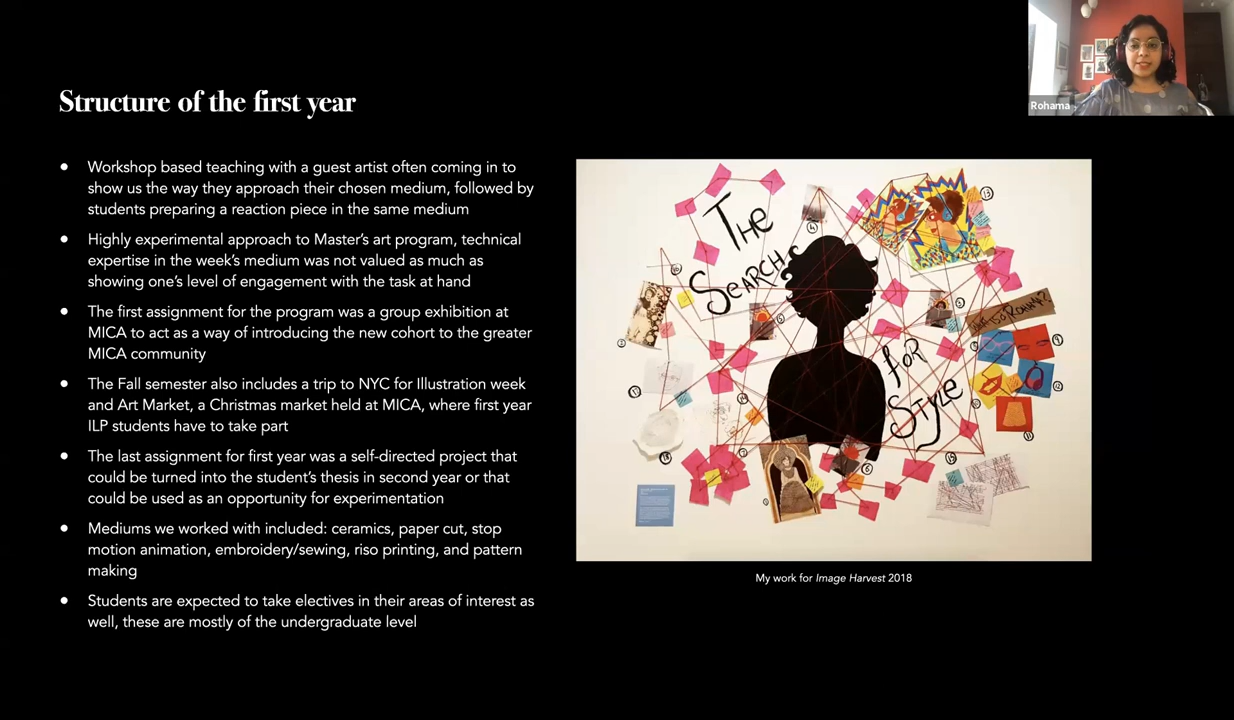 Rohama
Structure of the first year
Workshop based teaching with a guest artist often coming in to
show us the way they approach their chosen medium, followed by
students preparing a reaction piece in the same medium
Highly experimental approach to Master's art program, technical
expertise in the week's medium was not valued as much as
showing one's level of engagement with the task at hand
The first assignment for the program was a group exhibition at
MICA to act as a way of introducing the new cohort to the greater
MICA community
The Fall semester also includes a trip to NYC for Illustration week
and Art Market, a Christmas market held at MICA, where first year
ILP students have to take part
The last assignment for first year was a self-directed project that
could be turned into the student's thesis in second year or that
could be used as an opportunity for experimentation
Mediums we worked with included: ceramics, paper cut, stop
motion animation, embroidery/sewing, riso printing, and pattern
making
Students are expected to take electives in their areas of interest as
well, these are mostly of the undergraduate level
THE
SEARCH
FOR
STYLE
My work for Image Harvest 2018